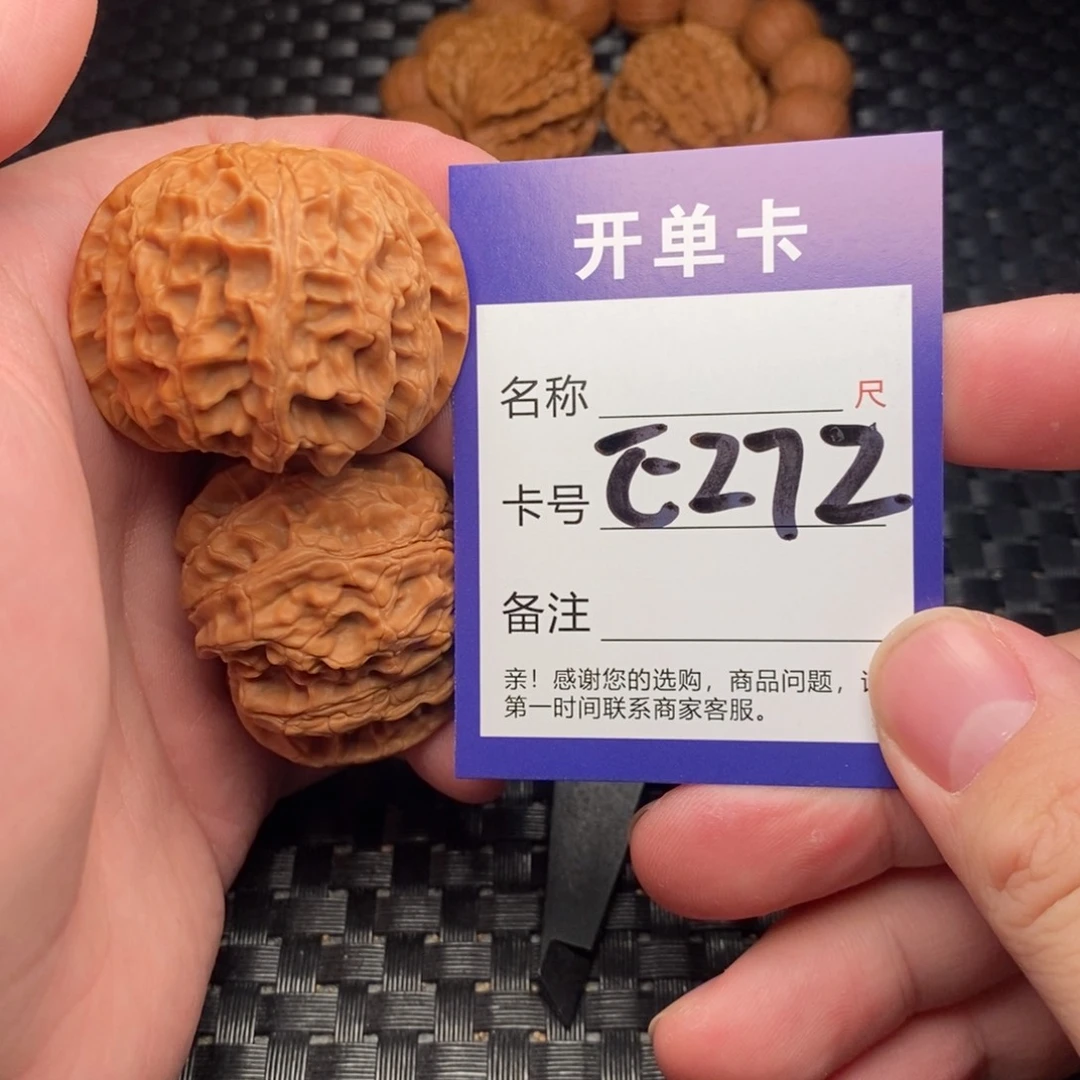 开单卡
名称 尺
卡号 E272
备注
亲！感谢您的选购，商品问题，
第一时间联系商家客服。